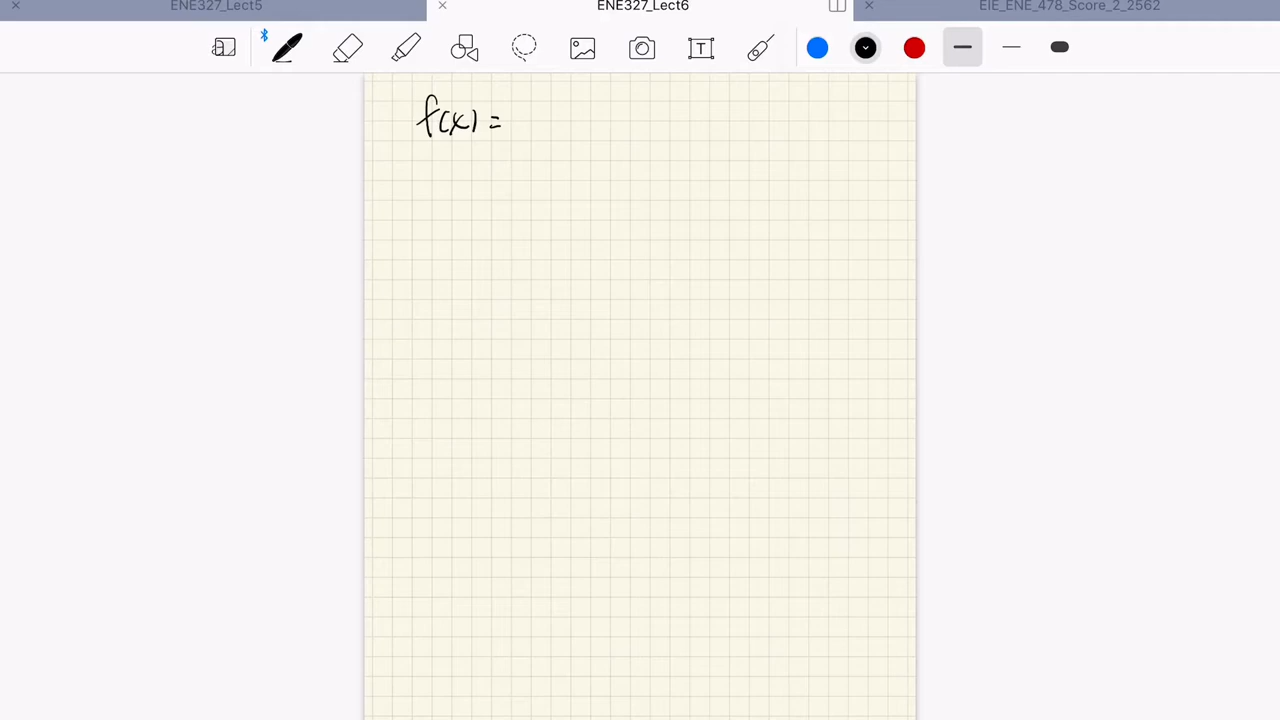 ENE327_Lect5
ENE327_Lect6
EIE_ENE_478_Score_2_2562
T
f(x) =